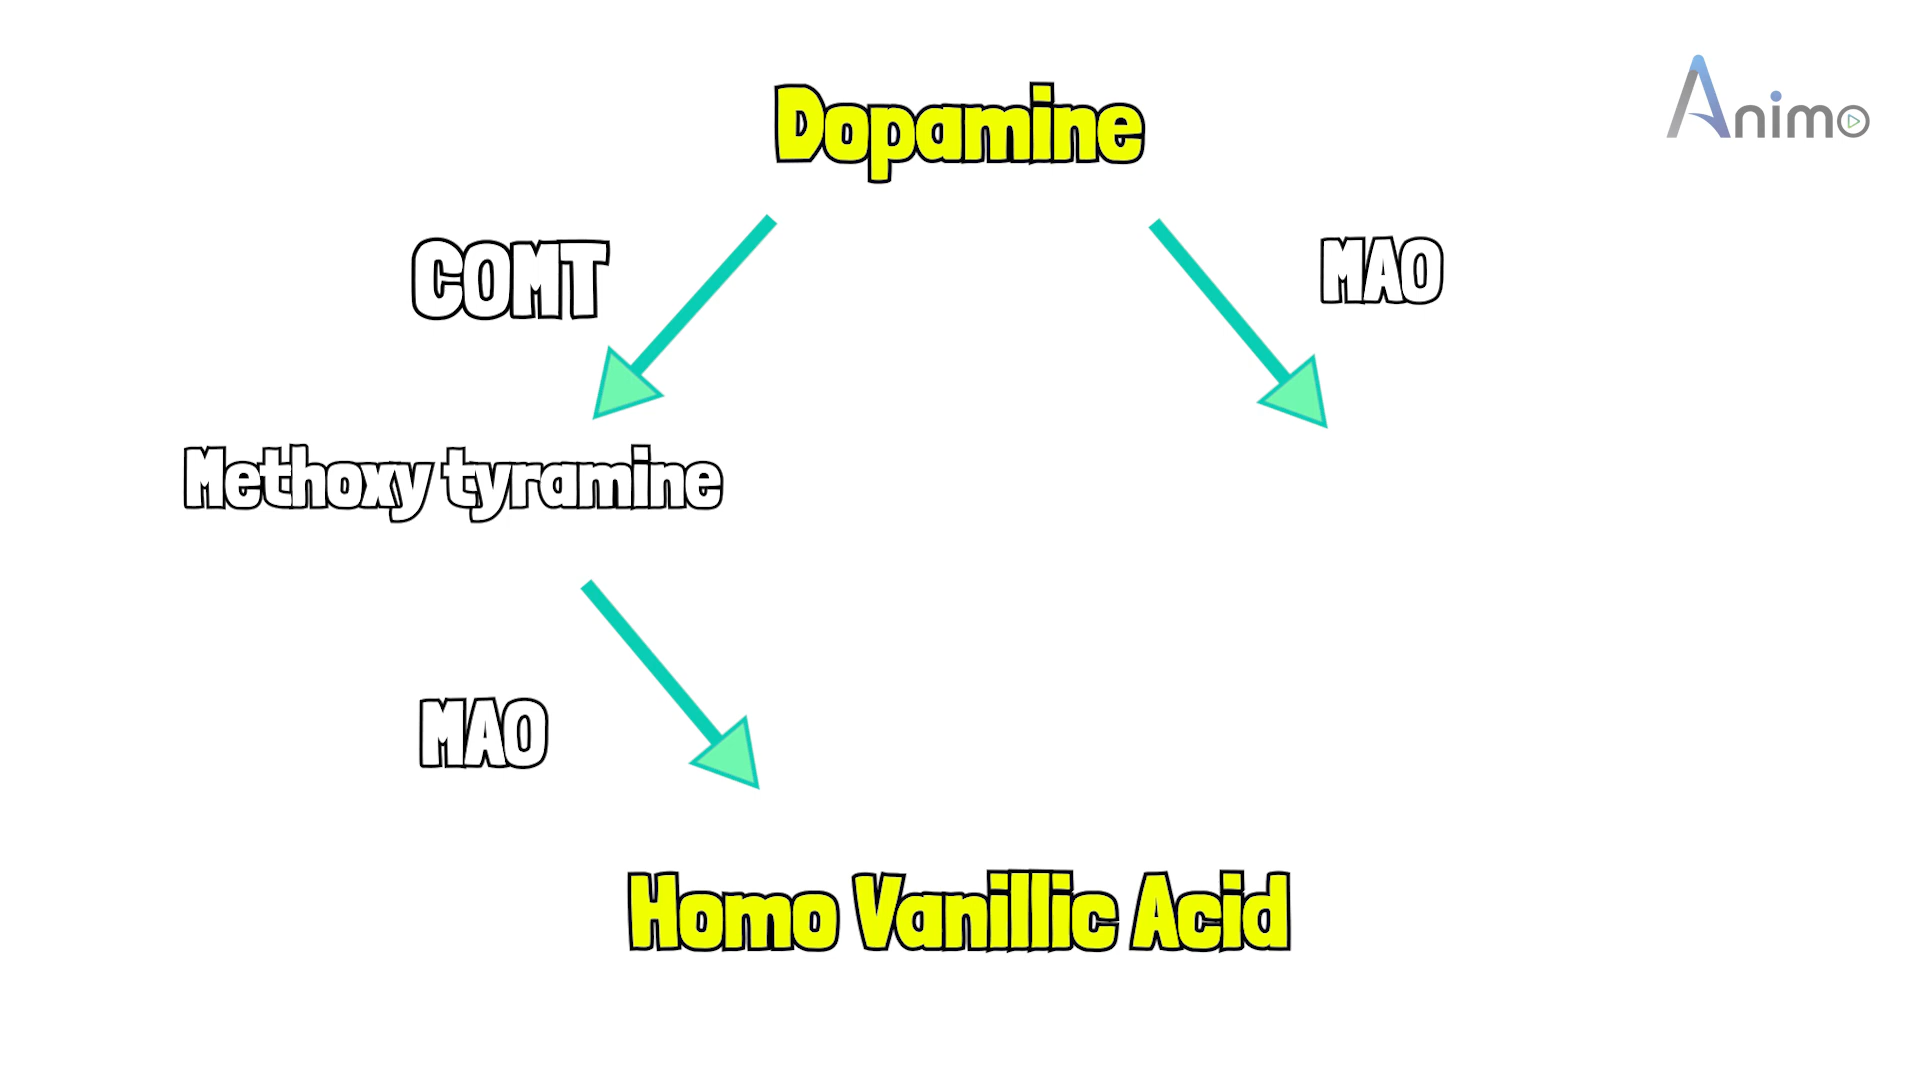 Dopamine
Animo
COMT
MAO
Methoxy tyramine
MAO
Homo Vanillic Acid